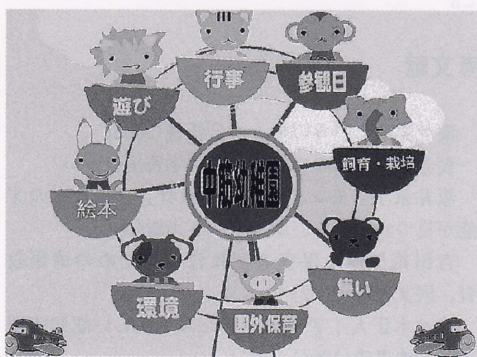 行事
参観日
飼育・栽培
集い
園外保育
環境
絵本
遊び
中筋幼稚園